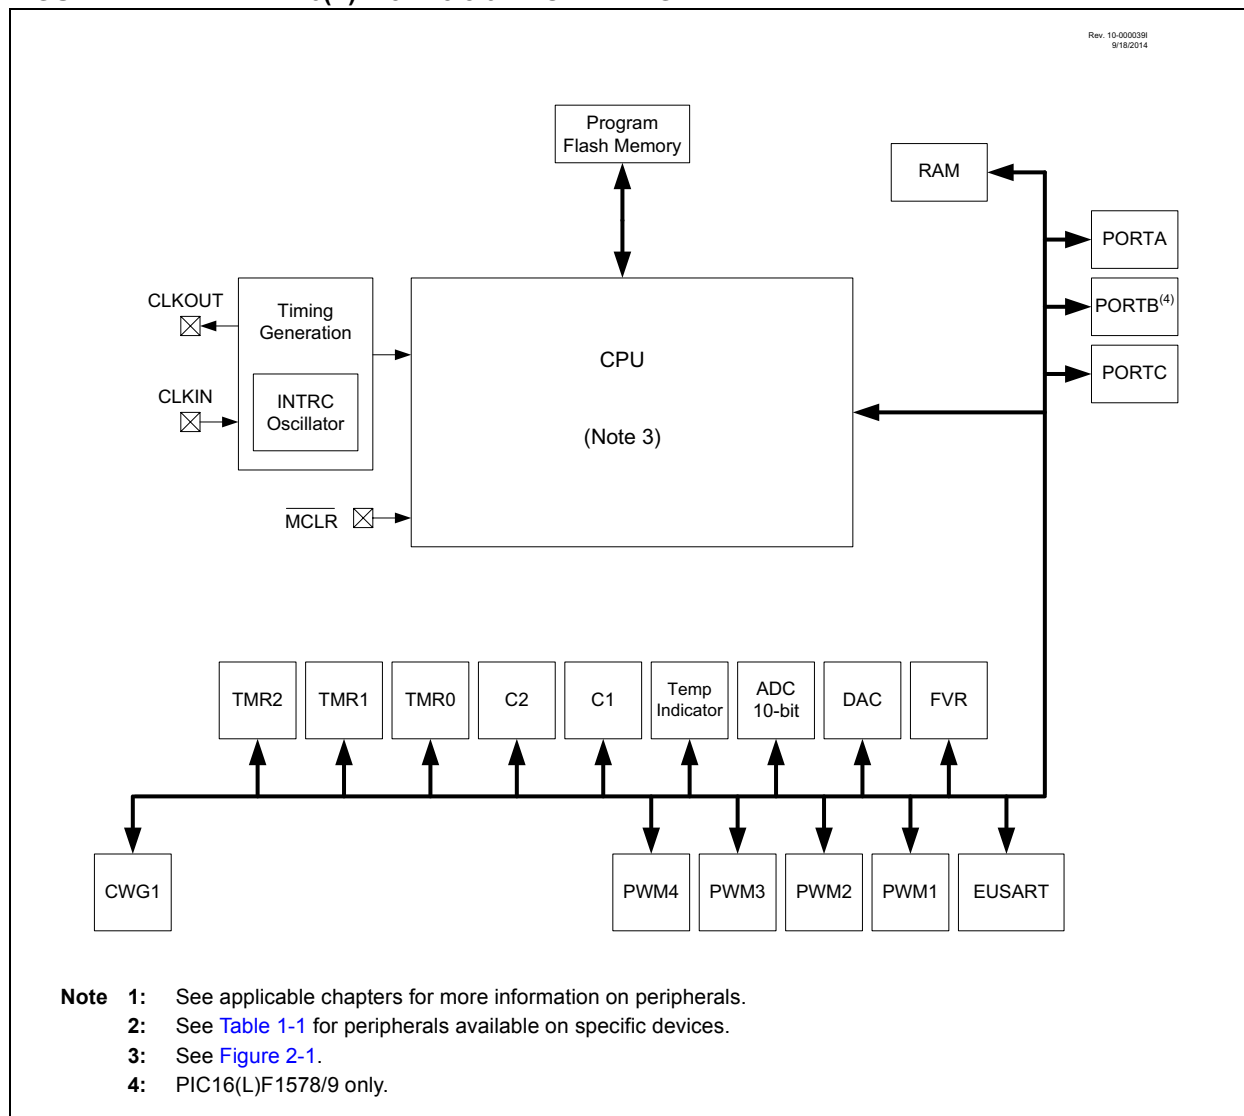 Rev. 10-000039I
9/18/2014
Program
Flash Memory
RAM
PORTA
PORTB(4)
PORTC
CLKOUT
Timing
Generation
CLKIN
INTRC
Oscillator
CPU
(Note 3)
MCLR
TMR2
TMR1
TMR0
C2
C1
Temp
Indicator
ADC
10-bit
DAC
FVR
CWG1
PWM4
PWM3
PWM2
PWM1
EUSART
Note 1: See applicable chapters for more information on peripherals.
2: See Table 1-1 for peripherals available on specific devices.
3: See Figure 2-1.
4: PIC16(L)F1578/9 only.